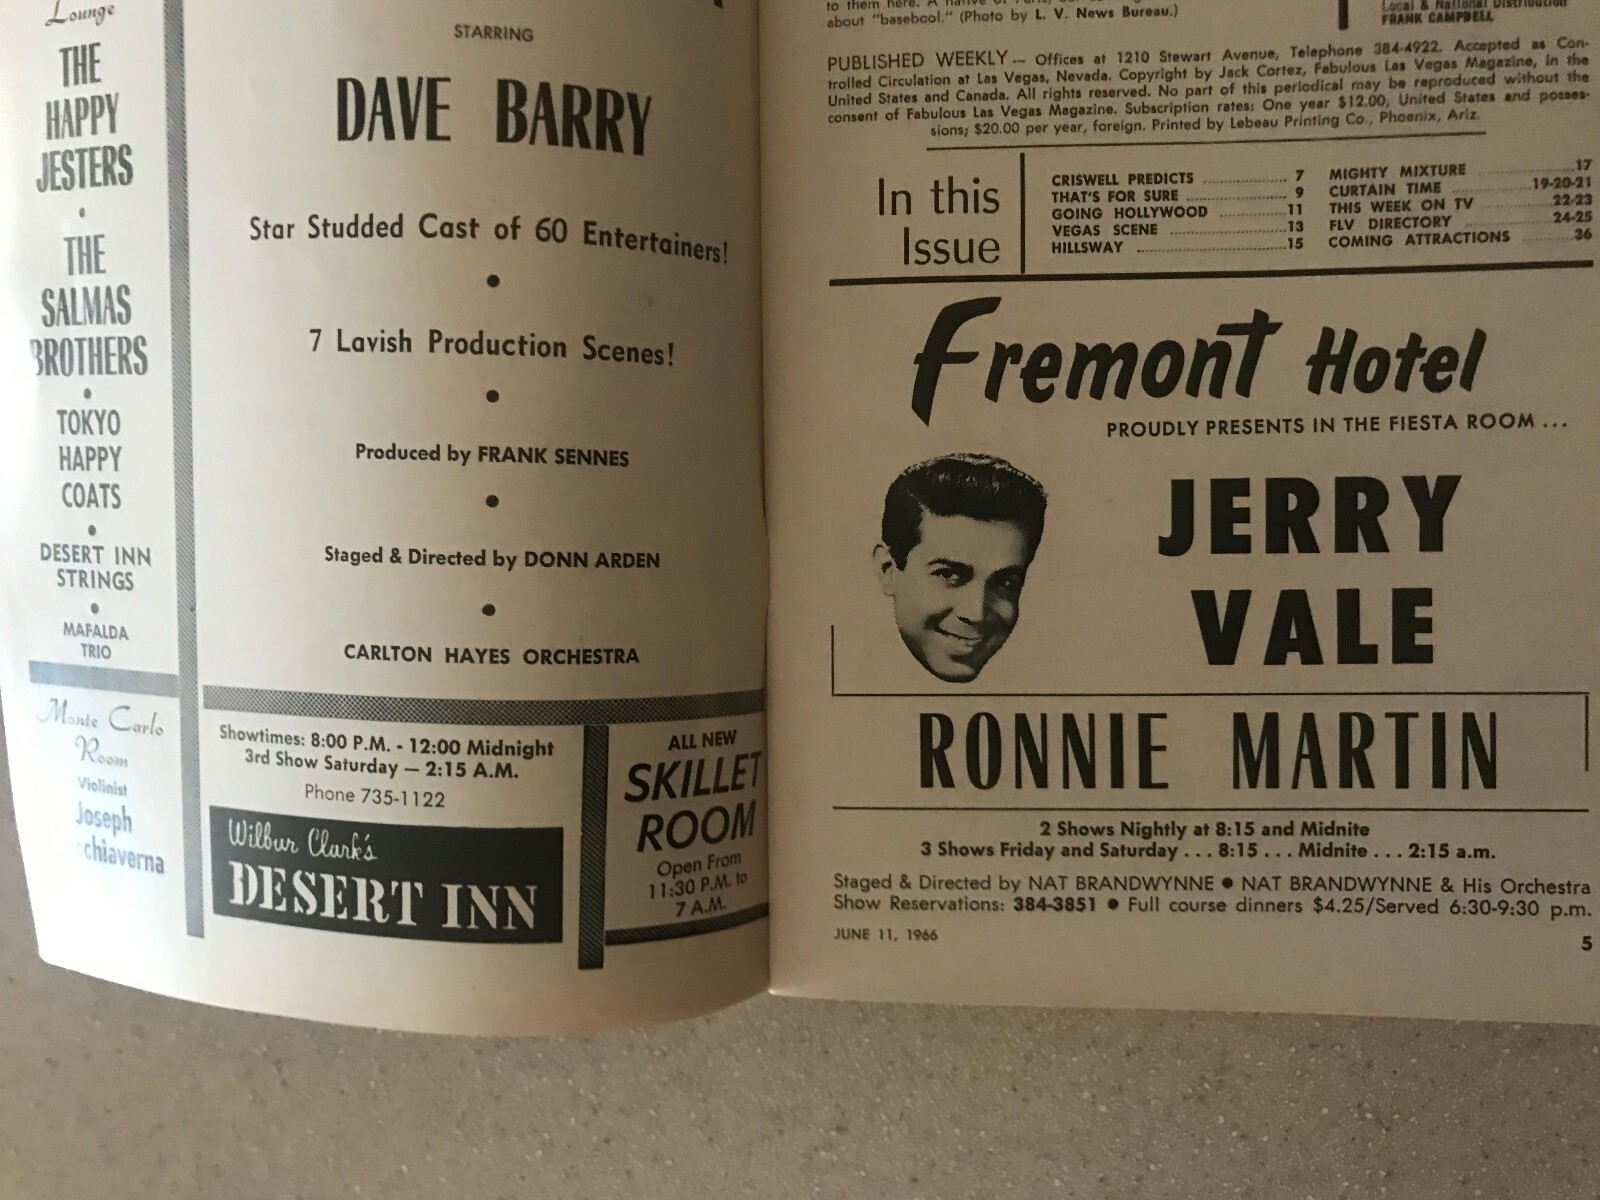 Lounge
THE
HAPPY
JESTERS
•
THE
SALMAS
BROTHERS
•
TOKYO
HAPPY
COATS
•
DESERT INN
STRINGS
•
MAFALDA
TRIO
Monte Carlo
Room
Violinist
Joseph
chiaverna
STARRING
DAVE BARRY
Star Studded Cast of 60 Entertainers!
•
7 Lavish Production Scenes!
•
Produced by FRANK SENNES
•
Staged & Directed by DONN ARDEN
•
CARLTON HAYES ORCHESTRA
Showtimes: 8:00 P.M. - 12:00 Midnight
3rd Show Saturday — 2:15 A.M.
Phone 735-1122
Wilbur Clark's
DESERT INN
ALL NEW
SKILLET
ROOM
Open From
11:30 P.M. to
7 A.M.
to them here. A native of Paris,
about "basebool." (Photo by L. V. News Bureau.)
Local & National Distribution
FRANK CAMPBELL
PUBLISHED WEEKLY — Offices at 1210 Stewart Avenue, Telephone 384-4922. Accepted as Con-
trolled Circulation at Las Vegas, Nevada. Copyright by Jack Cortez, Fabulous Las Vegas Magazine, in the
United States and Canada. All rights reserved. No part of this periodical may be reproduced without the
consent of Fabulous Las Vegas Magazine. Subscription rates: One year $12.00, United States and posses-
sions; $20.00 per year, foreign. Printed by Lebeau Printing Co., Phoenix, Ariz.
In this
Issue
CRISWELL PREDICTS ............ 7
THAT'S FOR SURE ............ 9
GOING HOLLYWOOD ............ 11
VEGAS SCENE ............ 13
HILLSWAY ............ 15
MIGHTY MIXTURE ............ 17
CURTAIN TIME ............ 19-20-21
THIS WEEK ON TV ............ 22-23
FLV DIRECTORY ............ 24-25
COMING ATTRACTIONS ............ 36
Fremont Hotel
PROUDLY PRESENTS IN THE FIESTA ROOM ...
JERRY
VALE
RONNIE MARTIN
2 Shows Nightly at 8:15 and Midnite
3 Shows Friday and Saturday . . . 8:15 . . . Midnite . . . 2:15 a.m.
Staged & Directed by NAT BRANDWYNNE • NAT BRANDWYNNE & His Orchestra
Show Reservations: 384-3851 • Full course dinners $4.25/Served 6:30-9:30 p.m.
JUNE 11, 1966
5